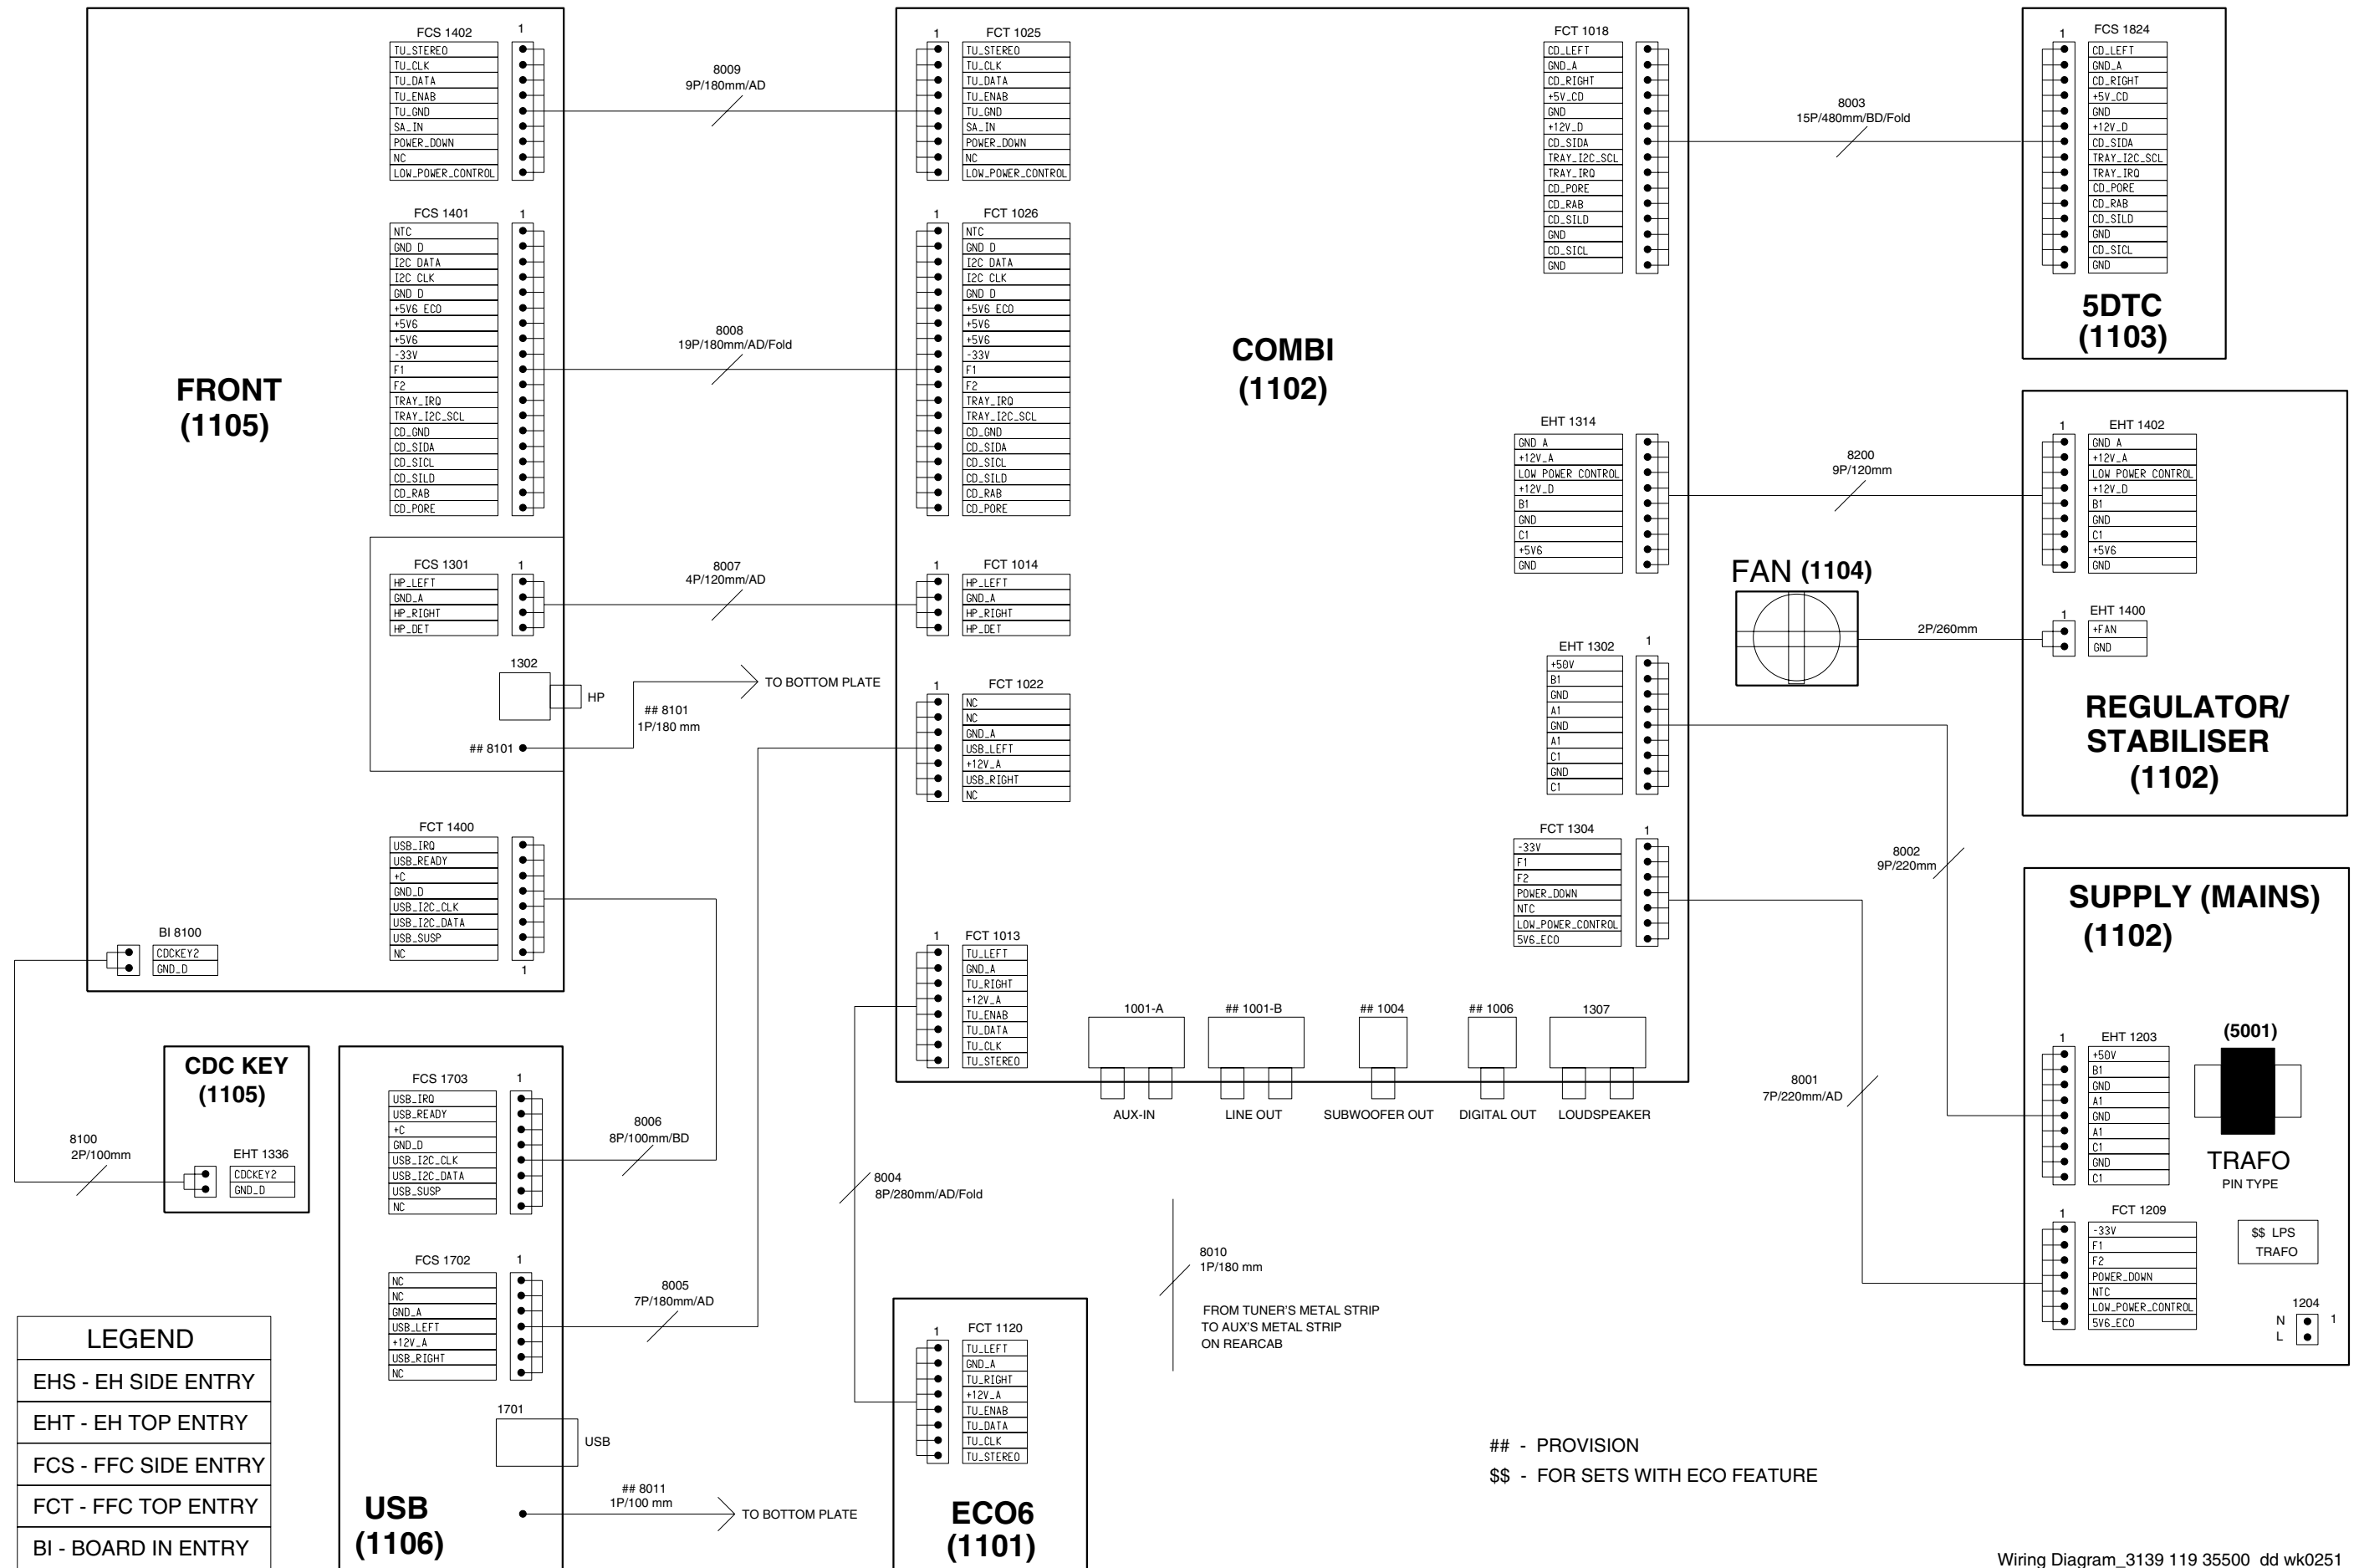 FRONT
(1105)
FCS 1402
1
TU_STEREO
TU_CLK
TU_DATA
TU_ENAB
TU_GND
SA_IN
POWER_DOWN
NC
LOW_POWER_CONTROL
FCS 1401
1
NTC
GND D
I2C DATA
I2C CLK
GND D
+5V6 ECO
+5V6
+5V6
-33V
F1
F2
TRAY_IRQ
TRAY_I2C_SCL
CD_GND
CD_SIDA
CD_SICL
CD_SILD
CD_RAB
CD_PORE
FCS 1301
1
HP_LEFT
GND_A
HP_RIGHT
HP_DET
1302
HP
## 8101
## 8101
1P/180 mm
TO BOTTOM PLATE
FCT 1400
USB_IRQ
USB_READY
+C
GND_D
USB_I2C_CLK
USB_I2C_DATA
USB_SUSP
NC
1
BI 8100
CDCKEY2
GND_D
8009
9P/180mm/AD
8008
19P/180mm/AD/Fold
8007
4P/120mm/AD
COMBI
(1102)
1
FCT 1025
TU_STEREO
TU_CLK
TU_DATA
TU_ENAB
TU_GND
SA_IN
POWER_DOWN
NC
LOW_POWER_CONTROL
1
FCT 1026
NTC
GND D
I2C DATA
I2C CLK
GND D
+5V6 ECO
+5V6
+5V6
-33V
F1
F2
TRAY_IRQ
TRAY_I2C_SCL
CD_GND
CD_SIDA
CD_SICL
CD_SILD
CD_RAB
CD_PORE
1
FCT 1014
HP_LEFT
GND_A
HP_RIGHT
HP_DET
1
FCT 1022
NC
NC
GND_A
USB_LEFT
+12V_A
USB_RIGHT
NC
1
FCT 1013
TU_LEFT
GND_A
TU_RIGHT
+12V_A
TU_ENAB
TU_DATA
TU_CLK
TU_STEREO
FCT 1018
1
CD_LEFT
GND_A
CD_RIGHT
+5V_CD
GND
+12V_D
CD_SIDA
TRAY_I2C_SCL
TRAY_IRQ
CD_PORE
CD_RAB
CD_SILD
GND
CD_SICL
GND
EHT 1314
1
GND A
+12V_A
LOW POWER CONTROL
+12V_D
B1
GND
C1
+5V6
GND
EHT 1302
1
+50V
B1
GND
A1
GND
A1
C1
GND
C1
FCT 1304
1
-33V
F1
F2
POWER_DOWN
NTC
LOW_POWER_CONTROL
5V6_ECO
1001-A
## 1001-B
## 1004
## 1006
1307
AUX-IN
LINE OUT
SUBWOOFER OUT
DIGITAL OUT
LOUDSPEAKER
8003
15P/480mm/BD/Fold
1
FCS 1824
CD_LEFT
GND_A
CD_RIGHT
+5V_CD
GND
+12V_D
CD_SIDA
TRAY_I2C_SCL
TRAY_IRQ
CD_PORE
CD_RAB
CD_SILD
GND
CD_SICL
GND
5DTC
(1103)
8200
9P/120mm
1
EHT 1402
GND A
+12V_A
LOW POWER CONTROL
+12V_D
B1
GND
C1
+5V6
GND
FAN (1104)
2P/260mm
1
EHT 1400
+FAN
GND
REGULATOR/
STABILISER
(1102)
8002
9P/220mm
8001
7P/220mm/AD
SUPPLY (MAINS)
(1102)
1
EHT 1203
+50V
B1
GND
A1
GND
A1
C1
GND
C1
(5001)
TRAFO
PIN TYPE
1
FCT 1209
-33V
F1
F2
POWER_DOWN
NTC
LOW_POWER_CONTROL
5V6_ECO
$$ LPS
TRAFO
1204
N
1
L
CDC KEY
(1105)
EHT 1336
CDCKEY2
GND_D
8100
2P/100mm
FCS 1703
1
USB_IRQ
USB_READY
+C
GND_D
USB_I2C_CLK
USB_I2C_DATA
USB_SUSP
NC
FCS 1702
1
NC
NC
GND_A
USB_LEFT
+12V_A
USB_RIGHT
NC
1701
USB
USB
(1106)
8006
8P/100mm/BD
8005
7P/180mm/AD
## 8011
1P/100 mm
TO BOTTOM PLATE
8004
8P/280mm/AD/Fold
1
FCT 1120
TU_LEFT
GND_A
TU_RIGHT
+12V_A
TU_ENAB
TU_DATA
TU_CLK
TU_STEREO
ECO6
(1101)
8010
1P/180 mm
FROM TUNER'S METAL STRIP
TO AUX'S METAL STRIP
ON REARCAB
LEGEND
EHS - EH SIDE ENTRY
EHT - EH TOP ENTRY
FCS - FFC SIDE ENTRY
FCT - FFC TOP ENTRY
BI - BOARD IN ENTRY
## - PROVISION
$$ - FOR SETS WITH ECO FEATURE
Wiring Diagram_3139 119 35500 dd wk0251